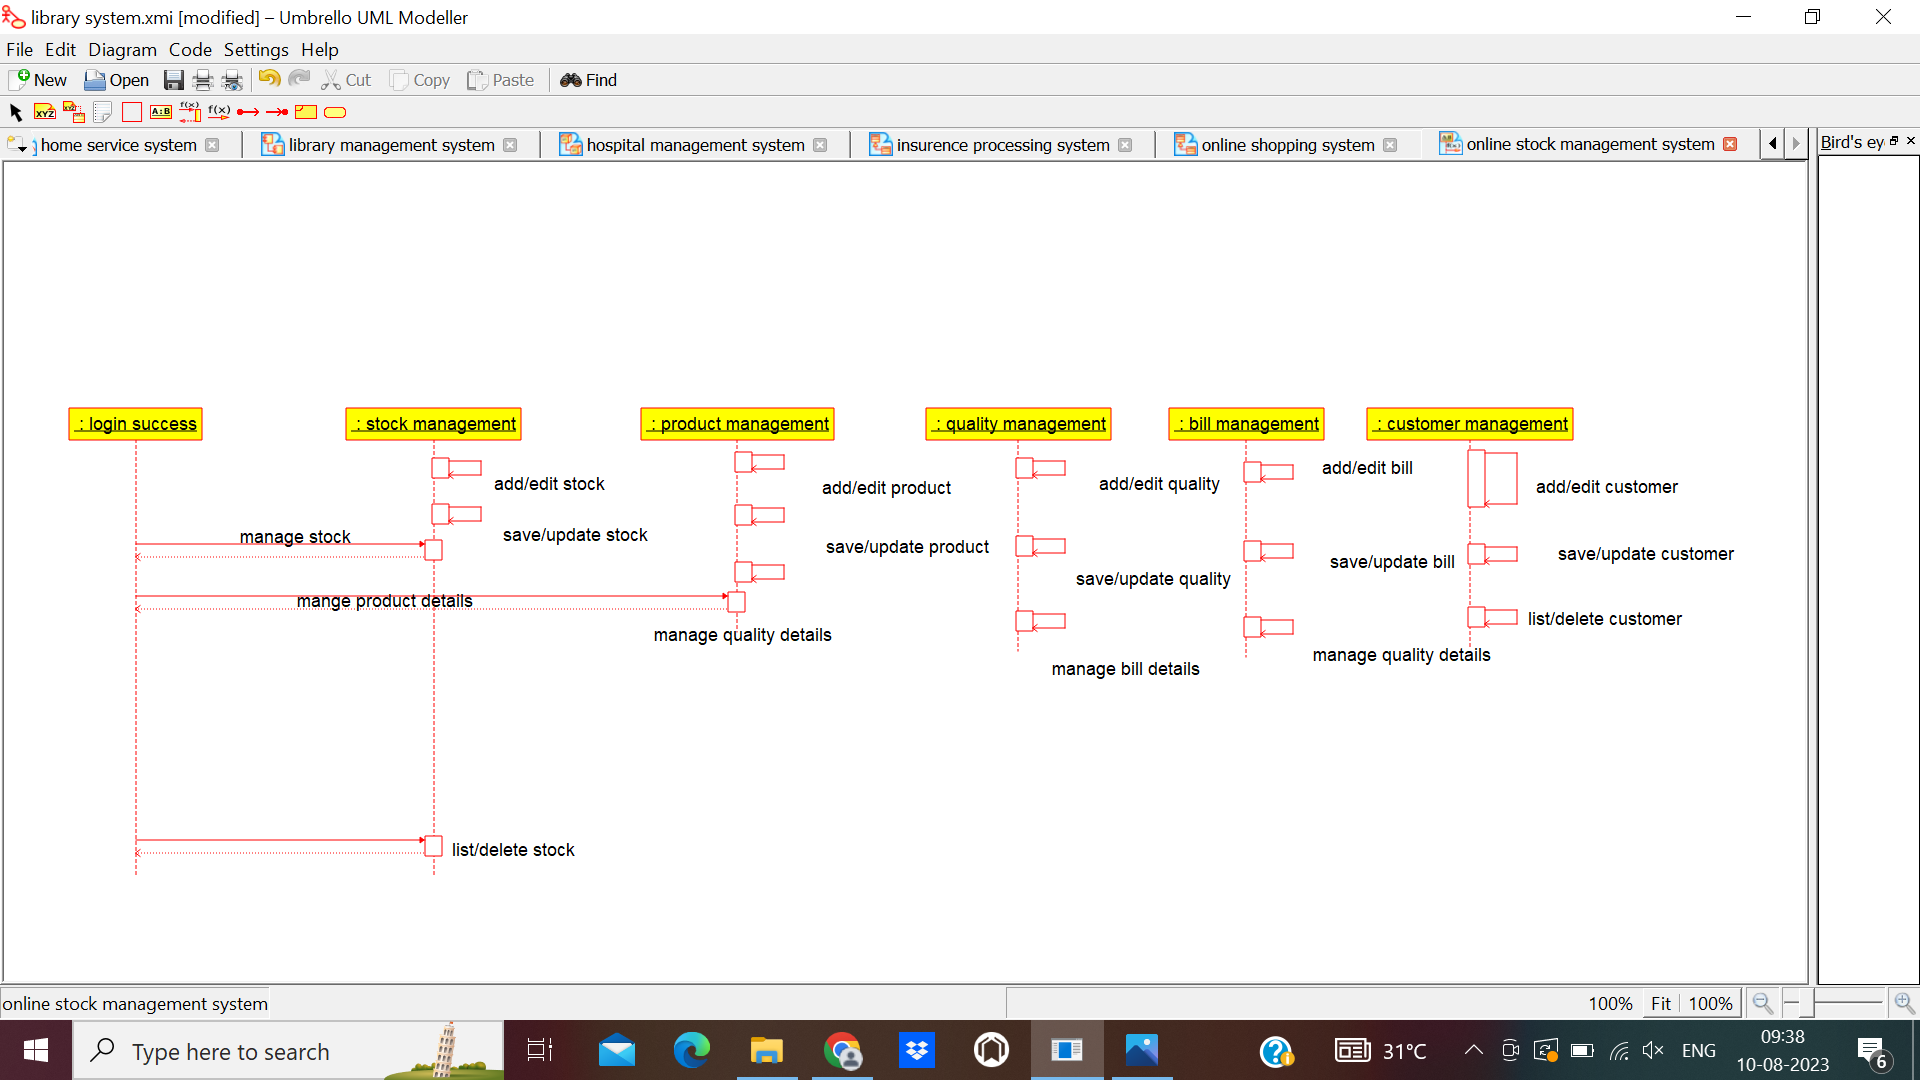 library system.xmi [modified] – Umbrello UML Modeller
File Edit Diagram Code Settings Help
New Open Cut Copy Paste Find
XYZ XYZ A:B f(x) f(x)
home service system library management system hospital management system insurence processing system online shopping system online stock management system Bird's ey
: login success : stock management : product management : quality management : bill management : customer management
add/edit bill
add/edit stock add/edit product add/edit quality add/edit customer
manage stock save/update stock save/update product save/update bill save/update customer
save/update quality
mange product details
list/delete customer
manage quality details manage bill details manage quality details
list/delete stock
online stock management system 100% Fit 100%
Type here to search 31°C ENG 09:38
10-08-2023 6